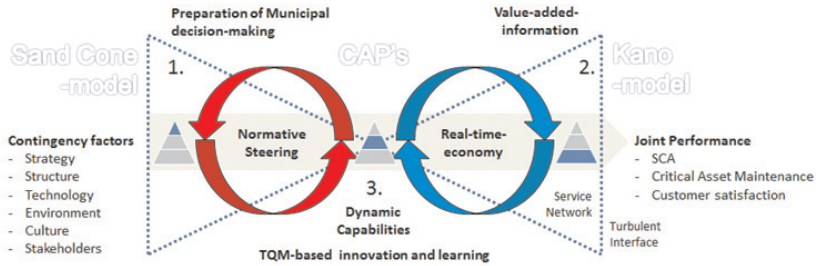 Preparation of Municipal
decision-making
Value-added-
information
Sand Cone
-model
CAP's
Kano
-model
1.
2.
Contingency factors
- Strategy
- Structure
- Technology
- Environment
- Culture
- Stakeholders
Normative
Steering
Real-time-
economy
Joint Performance
- SCA
- Critical Asset Maintenance
- Customer satisfaction
3.
Dynamic
Capabilities
Service
Network
Turbulent
Interface
TQM-based innovation and learning